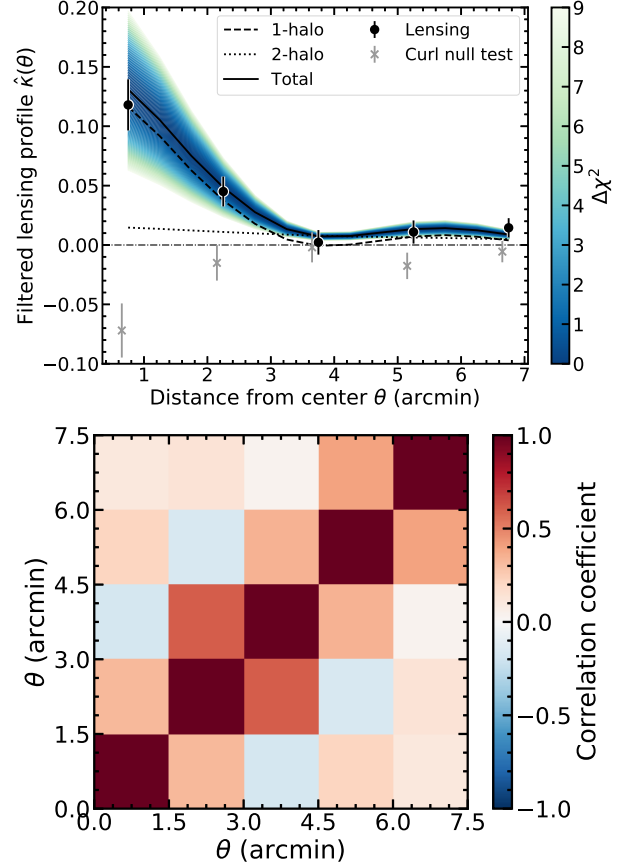 0.20
0.15
0.10
0.05
0.00
−0.05
−0.10
Filtered lensing profile κ̂(θ)
1-halo
2-halo
Total
Lensing
Curl null test
1 2 3 4 5 6 7
Distance from center θ (arcmin)
9
8
7
6
5
4
3
2
1
0
Δχ²
7.5
6.0
4.5
3.0
1.5
0.0
θ (arcmin)
0.0 1.5 3.0 4.5 6.0 7.5
θ (arcmin)
1.0
0.5
0.0
−0.5
−1.0
Correlation coefficient